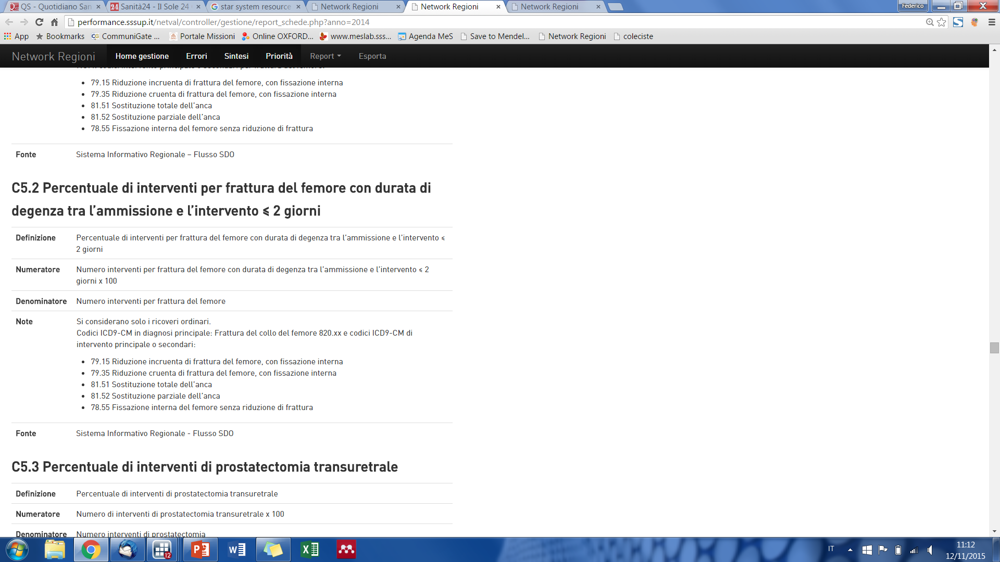 QS - Quotidiano San
Sanità24 - Il Sole 24
star system resource
Network Regioni
Network Regioni
Network Regioni
Federico
performance.sssup.it/netval/controller/gestione/report_schede.php?anno=2014
App
Bookmarks
CommuniGate ...
Portale Missioni
Online OXFORD...
www.meslab.sss...
Agenda MeS
Save to Mendel...
Network Regioni
coleciste
Network Regioni Home gestione Errori Sintesi Priorità Report Esporta
• 79.15 Riduzione incruenta di frattura del femore, con fissazione interna
• 79.35 Riduzione cruenta di frattura del femore, con fissazione interna
• 81.51 Sostituzione totale dell’anca
• 81.52 Sostituzione parziale dell’anca
• 78.55 Fissazione interna del femore senza riduzione di frattura
Fonte Sistema Informativo Regionale – Flusso SDO
C5.2 Percentuale di interventi per frattura del femore con durata di
degenza tra l’ammissione e l’intervento ≤ 2 giorni
Definizione Percentuale di interventi per frattura del femore con durata di degenza tra l’ammissione e l’intervento ≤
2 giorni
Numeratore Numero interventi per frattura del femore con durata di degenza tra l’ammissione e l’intervento ≤ 2
giorni x 100
Denominatore Numero interventi per frattura del femore
Note Si considerano solo i ricoveri ordinari.
Codici ICD9-CM in diagnosi principale: Frattura del collo del femore 820.xx e codici ICD9-CM di
intervento principale o secondari:
• 79.15 Riduzione incruenta di frattura del femore, con fissazione interna
• 79.35 Riduzione cruenta di frattura del femore, con fissazione interna
• 81.51 Sostituzione totale dell’anca
• 81.52 Sostituzione parziale dell’anca
• 78.55 Fissazione interna del femore senza riduzione di frattura
Fonte Sistema Informativo Regionale - Flusso SDO
C5.3 Percentuale di interventi di prostatectomia transuretrale
Definizione Percentuale di interventi di prostatectomia transuretrale
Numeratore Numero di interventi di prostatectomia transuretrale x 100
Denominatore Numero interventi di prostatectomia
12
IT
11:12
12/11/2015